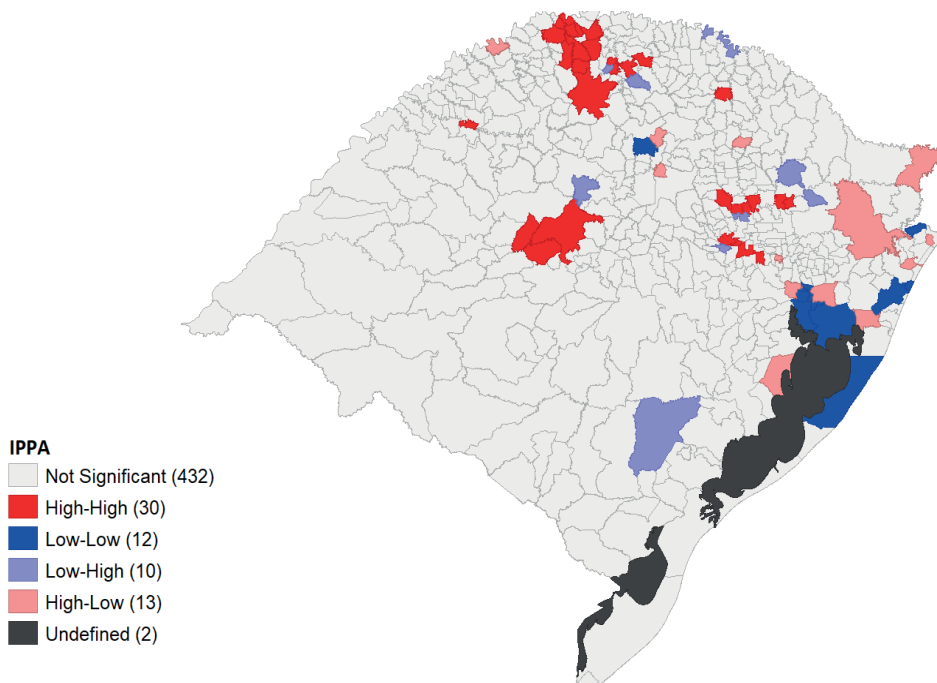 IPPA
Not Significant (432)
High-High (30)
Low-Low (12)
Low-High (10)
High-Low (13)
Undefined (2)